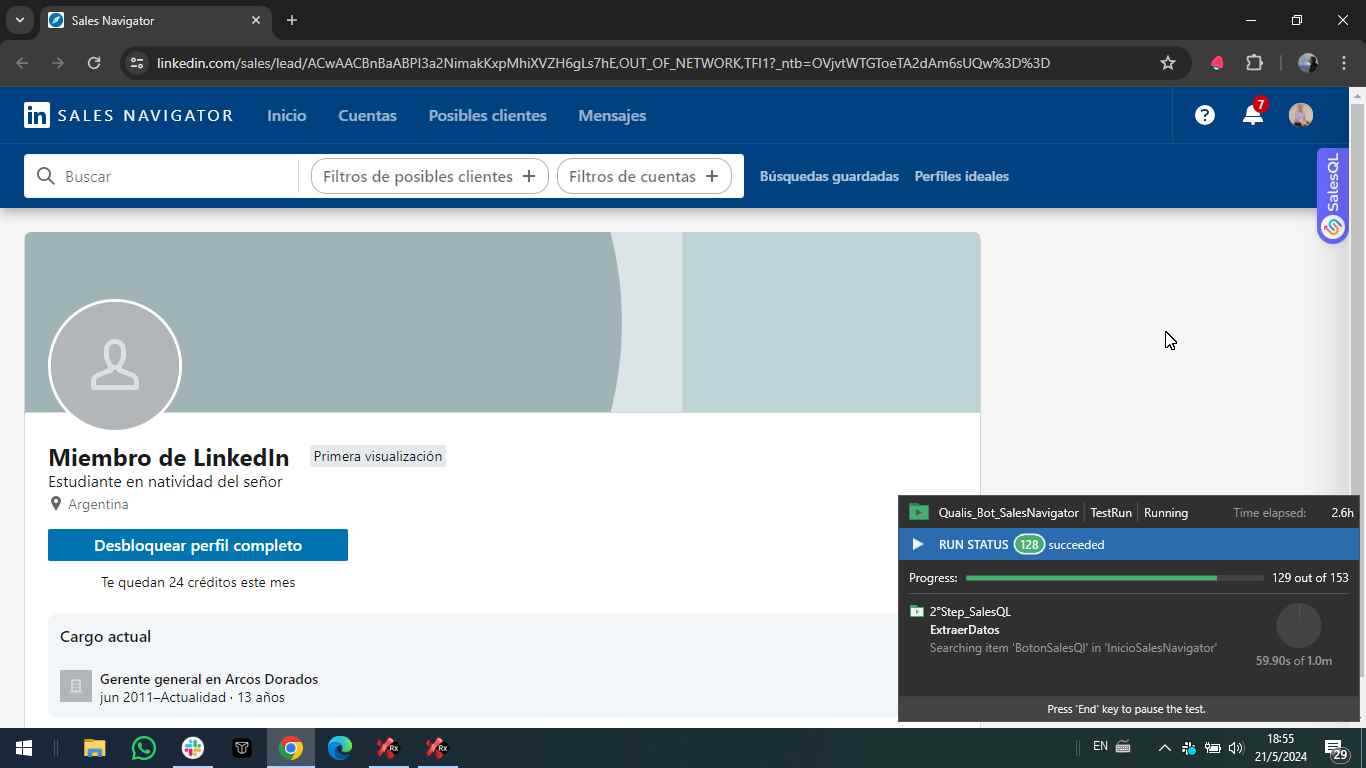 Sales Navigator
linkedin.com/sales/lead/ACwAACBnBaABPI3a2NimakKxpMhiXVZH6gLs7hE,OUT_OF_NETWORK,TFI1?_ntb=OVjvtWTGToeTA2dAm6sUQw%3D%3D
in SALES NAVIGATOR
Inicio
Cuentas
Posibles clientes
Mensajes
7
Buscar
Filtros de posibles clientes +
Filtros de cuentas +
Búsquedas guardadas
Perfiles ideales
SalesQL
Miembro de LinkedIn
Primera visualización
Estudiante en natividad del señor
Argentina
Desbloquear perfil completo
Te quedan 24 créditos este mes
Cargo actual
Gerente general en Arcos Dorados
jun 2011–Actualidad · 13 años
Qualis_Bot_SalesNavigator
TestRun
Running
Time elapsed: 2.6h
RUN STATUS 128 succeeded
Progress: 129 out of 153
2°Step_SalesQL
ExtraerDatos
Searching item 'BotonSalesQl' in 'InicioSalesNavigator'
59.90s of 1.0m
Press 'End' key to pause the test.
Rx
Rx
EN
18:55
21/5/2024
29